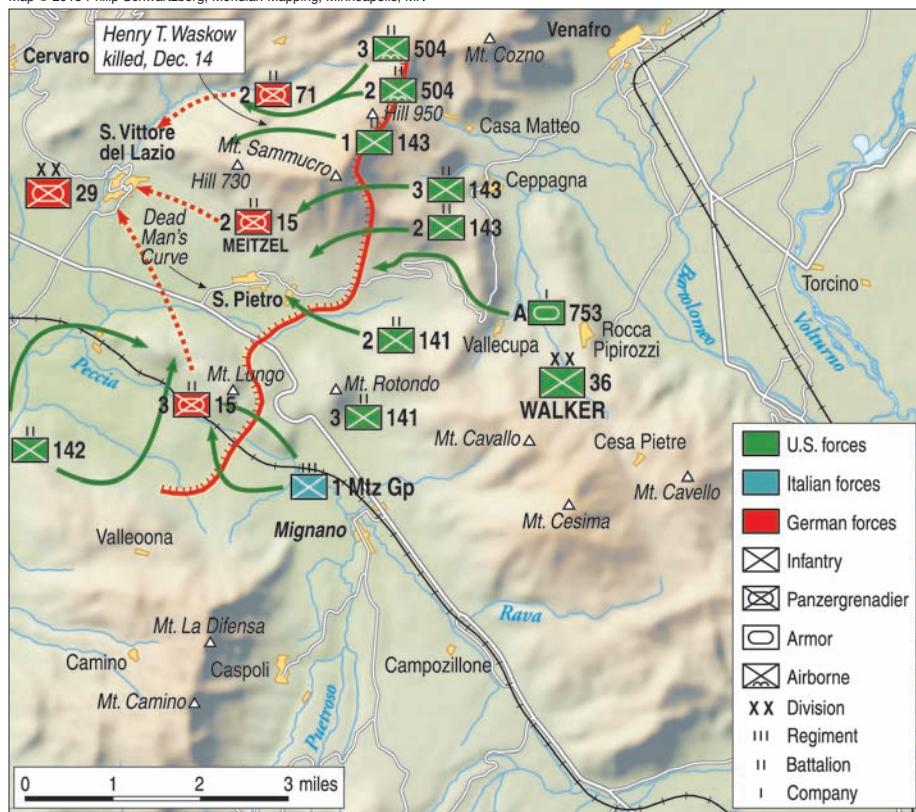 Henry T. Waskow
killed, Dec. 14
Cervaro
3 504
Mt. Cozno
Venafro
2 71
2 504
Hill 950
Casa Matteo
S. Vittore
del Lazio
1 143
Mt. Sammucro
Hill 730
XX
29
3 143
Ceppagna
2 15
MEITZEL
2 143
Dead
Man's
Curve
S. Pietro
A 753
Torcino
Bartolomeo
Volturno
2 141
Vallecupa
Rocca
Pipirozzi
Peccia
Mt. Lungo
Mt. Rotondo
XX
36
WALKER
3 15
3 141
142
Mt. Cavallo
Cesa Pietre
1 Mtz Gp
Mt. Cavello
Mt. Cesima
Mignano
Valleoona
Rava
Mt. La Difensa
Camino
Caspoli
Campozillone
Mt. Camino
Puetroso
0 1 2 3 miles
U.S. forces
Italian forces
German forces
Infantry
Panzergrenadier
Armor
Airborne
XX Division
III Regiment
II Battalion
I Company